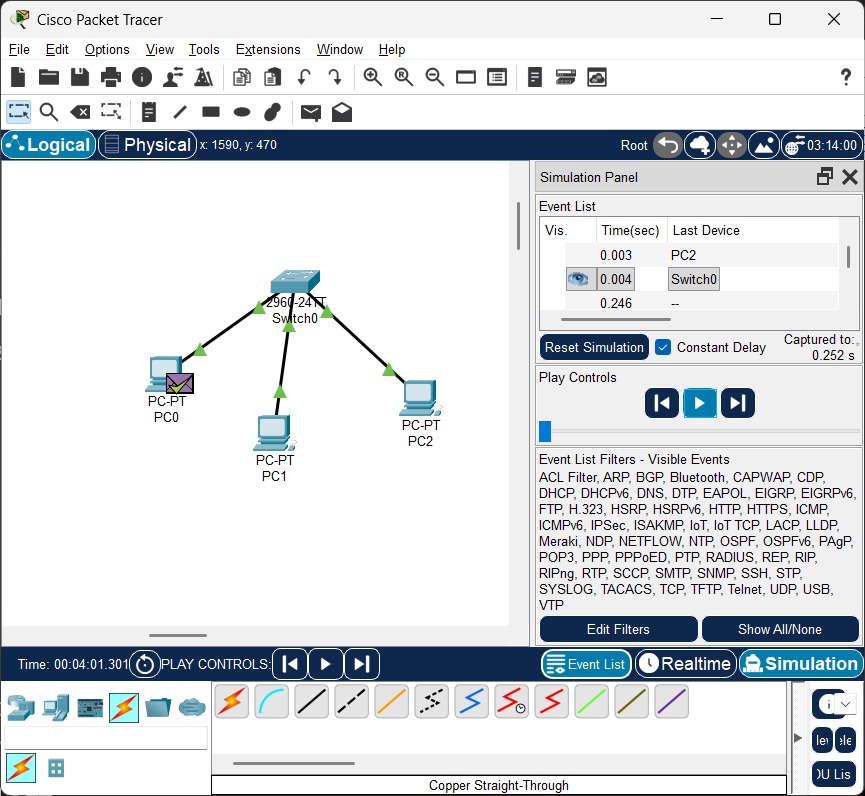 Cisco Packet Tracer
File Edit Options View Tools Extensions Window Help
?
Logical Physical x: 1590, y: 470 Root 03:14:00
2960-24TT
Switch0
PC-PT
PC0
PC-PT
PC1
PC-PT
PC2
Simulation Panel
Event List
Vis. Time(sec) Last Device
0.003 PC2
0.004 Switch0
0.246 --
Reset Simulation Constant Delay Captured to:
0.252 s
Play Controls
Event List Filters - Visible Events
ACL Filter, ARP, BGP, Bluetooth, CAPWAP, CDP,
DHCP, DHCPv6, DNS, DTP, EAPOL, EIGRP, EIGRPv6,
FTP, H.323, HSRP, HSRPv6, HTTP, HTTPS, ICMP,
ICMPv6, IPSec, ISAKMP, IoT, IoT TCP, LACP, LLDP,
Meraki, NDP, NETFLOW, NTP, OSPF, OSPFv6, PAgP,
POP3, PPP, PPPoED, PTP, RADIUS, REP, RIP,
RIPng, RTP, SCCP, SMTP, SNMP, SSH, STP,
SYSLOG, TACACS, TCP, TFTP, Telnet, UDP, USB,
VTP
Edit Filters Show All/None
Time: 00:04:01.301 PLAY CONTROLS: Event List Realtime Simulation
Copper Straight-Through